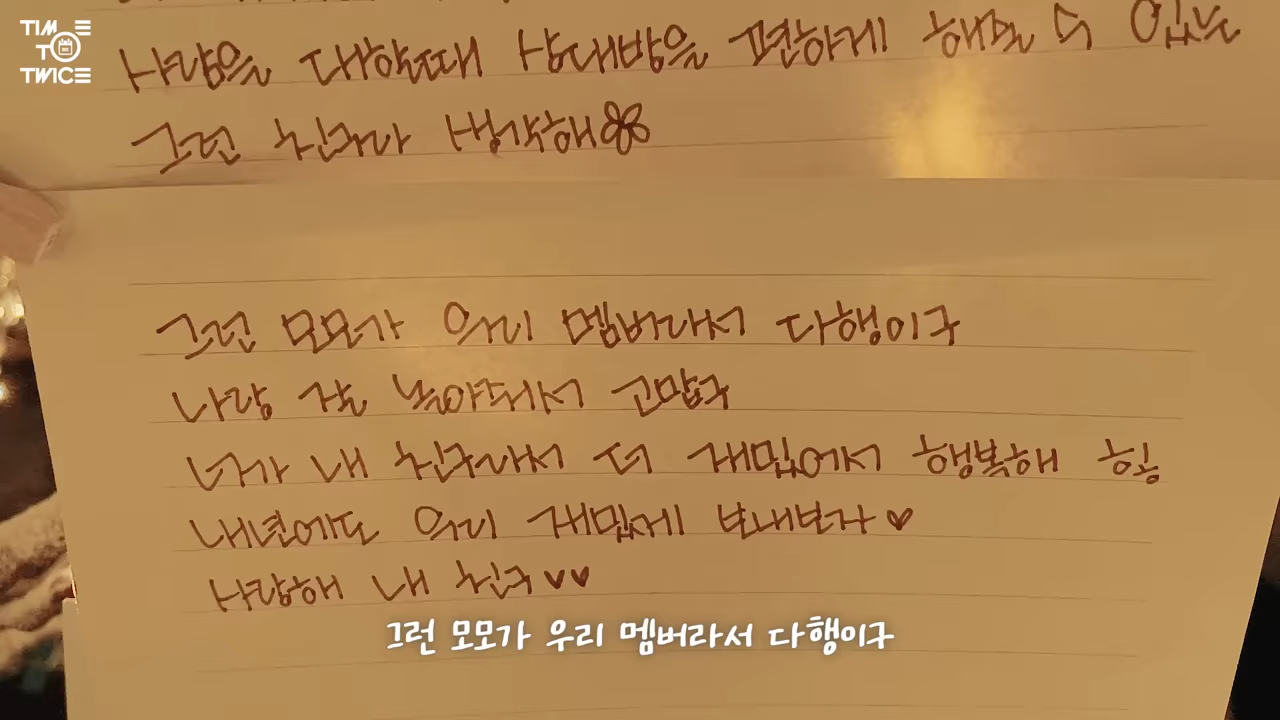 TIME
TO
TWICE
사람을 대할때 상대방을 편하게 해줄 수 있는
그런 친구라 생각해
그런 모모가 우리 멤버라서 다행이구
나랑 잘 놀아줘서 고맙구
너가 내 친구라서 더 재밌어서 행복해 힝
내년에도 우리 재밌게 보내보자♥
사랑해 내 친구♥♥
그런 모모가 우리 멤버라서 다행이구